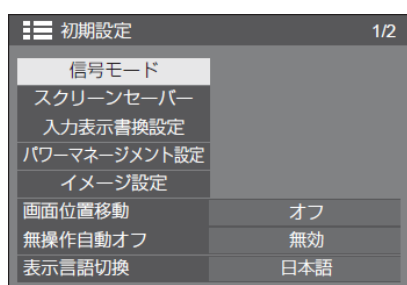 初期設定 1/2
信号モード
スクリーンセーバー
入力表示書換設定
パワーマネージメント設定
イメージ設定
画面位置移動 オフ
無操作自動オフ 無効
表示言語切換 日本語